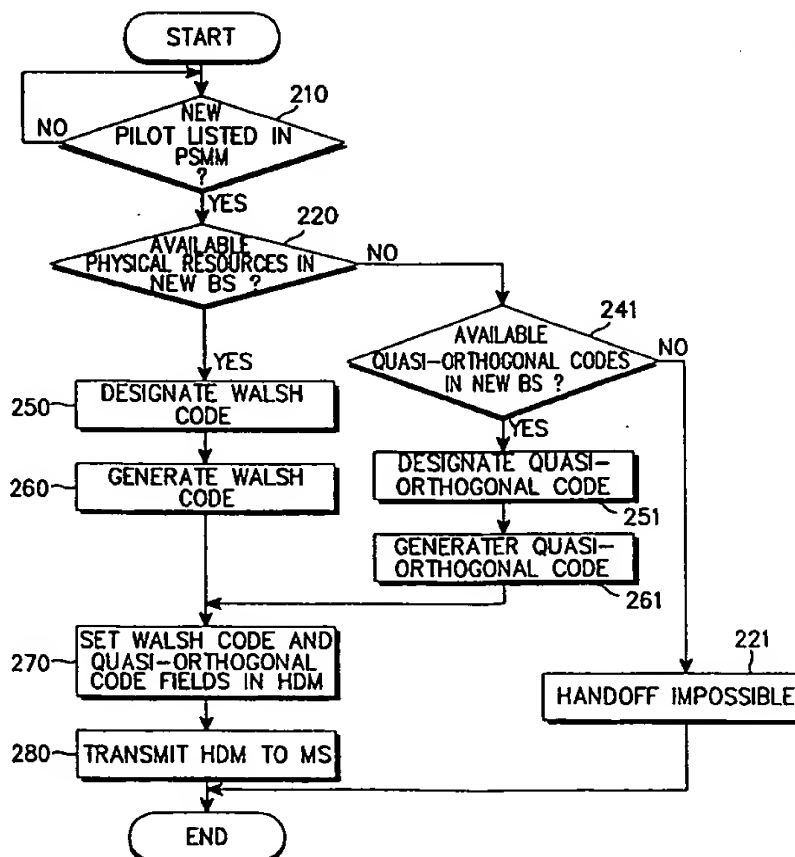 START
210
NEW
PILOT LISTED IN
PSMM
?
NO
YES
220
AVAILABLE
PHYSICAL RESOURCES IN
NEW BS ?
NO
YES
241
AVAILABLE
QUASI-ORTHOGONAL CODES
IN NEW BS ?
NO
YES
250
DESIGNATE WALSH
CODE
260
GENERATE WALSH
CODE
DESIGNATE QUASI-
ORTHOGONAL CODE
251
GENERATER QUASI-
ORTHOGONAL CODE
261
270
SET WALSH CODE AND
QUASI-ORTHOGONAL
CODE FIELDS IN HDM
221
HANDOFF IMPOSSIBLE
280
TRANSMIT HDM TO MS
END